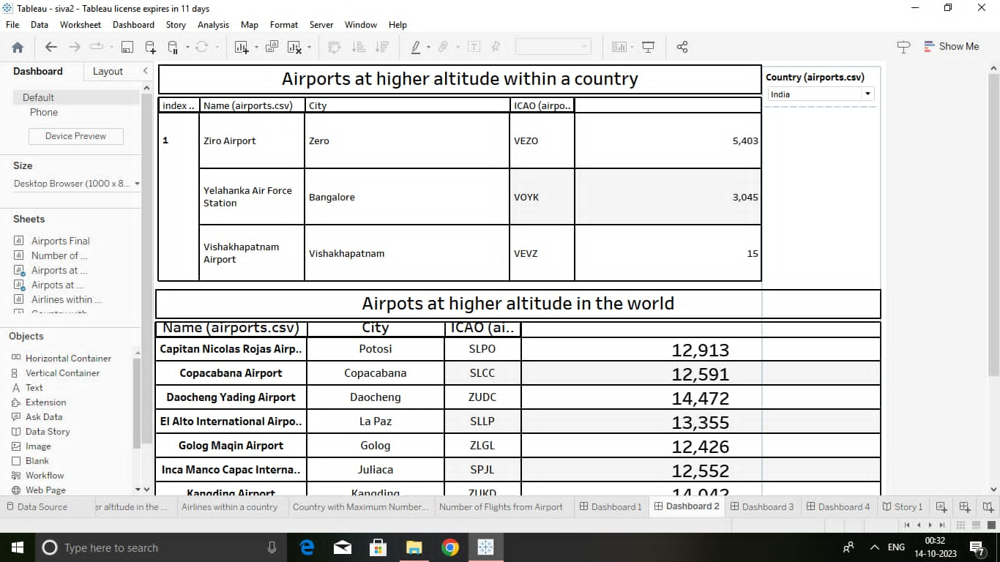 Tableau - siva2 - Tableau license expires in 11 days
File Data Worksheet Dashboard Story Analysis Map Format Server Window Help
Show Me
Dashboard Layout
Default
Phone
Device Preview
Size
Desktop Browser (1000 x 8...
Sheets
Airports Final
Number of ...
Airports at ...
Airpots at ...
Airlines within ...
Objects
Horizontal Container
Vertical Container
Text
Extension
Ask Data
Data Story
Image
Blank
Workflow
Web Page
Airports at higher altitude within a country
index .. Name (airports.csv) City ICAO (airpo..
1 Ziro Airport Zero VEZO 5,403
Yelahanka Air Force
Station Bangalore VOYK 3,045
Vishakhapatnam
Airport Vishakhapatnam VEVZ 15
Country (airports.csv)
India
Airpots at higher altitude in the world
Name (airports.csv) City ICAO (ai..
Capitan Nicolas Rojas Airp.. Potosi SLPO 12,913
Copacabana Airport Copacabana SLCC 12,591
Daocheng Yading Airport Daocheng ZUDC 14,472
El Alto International Airpo.. La Paz SLLP 13,355
Golog Maqin Airport Golog ZLGL 12,426
Inca Manco Capac Interna.. Juliaca SPJL 12,552
Kangding Airport Kangding ZUKD 14,042
Data Source er altitude in the ... Airlines within a country Country with Maximum Number... Number of Flights from Airport Dashboard 1 Dashboard 2 Dashboard 3 Dashboard 4 Story 1
Type here to search
ENG
00:32
14-10-2023
7